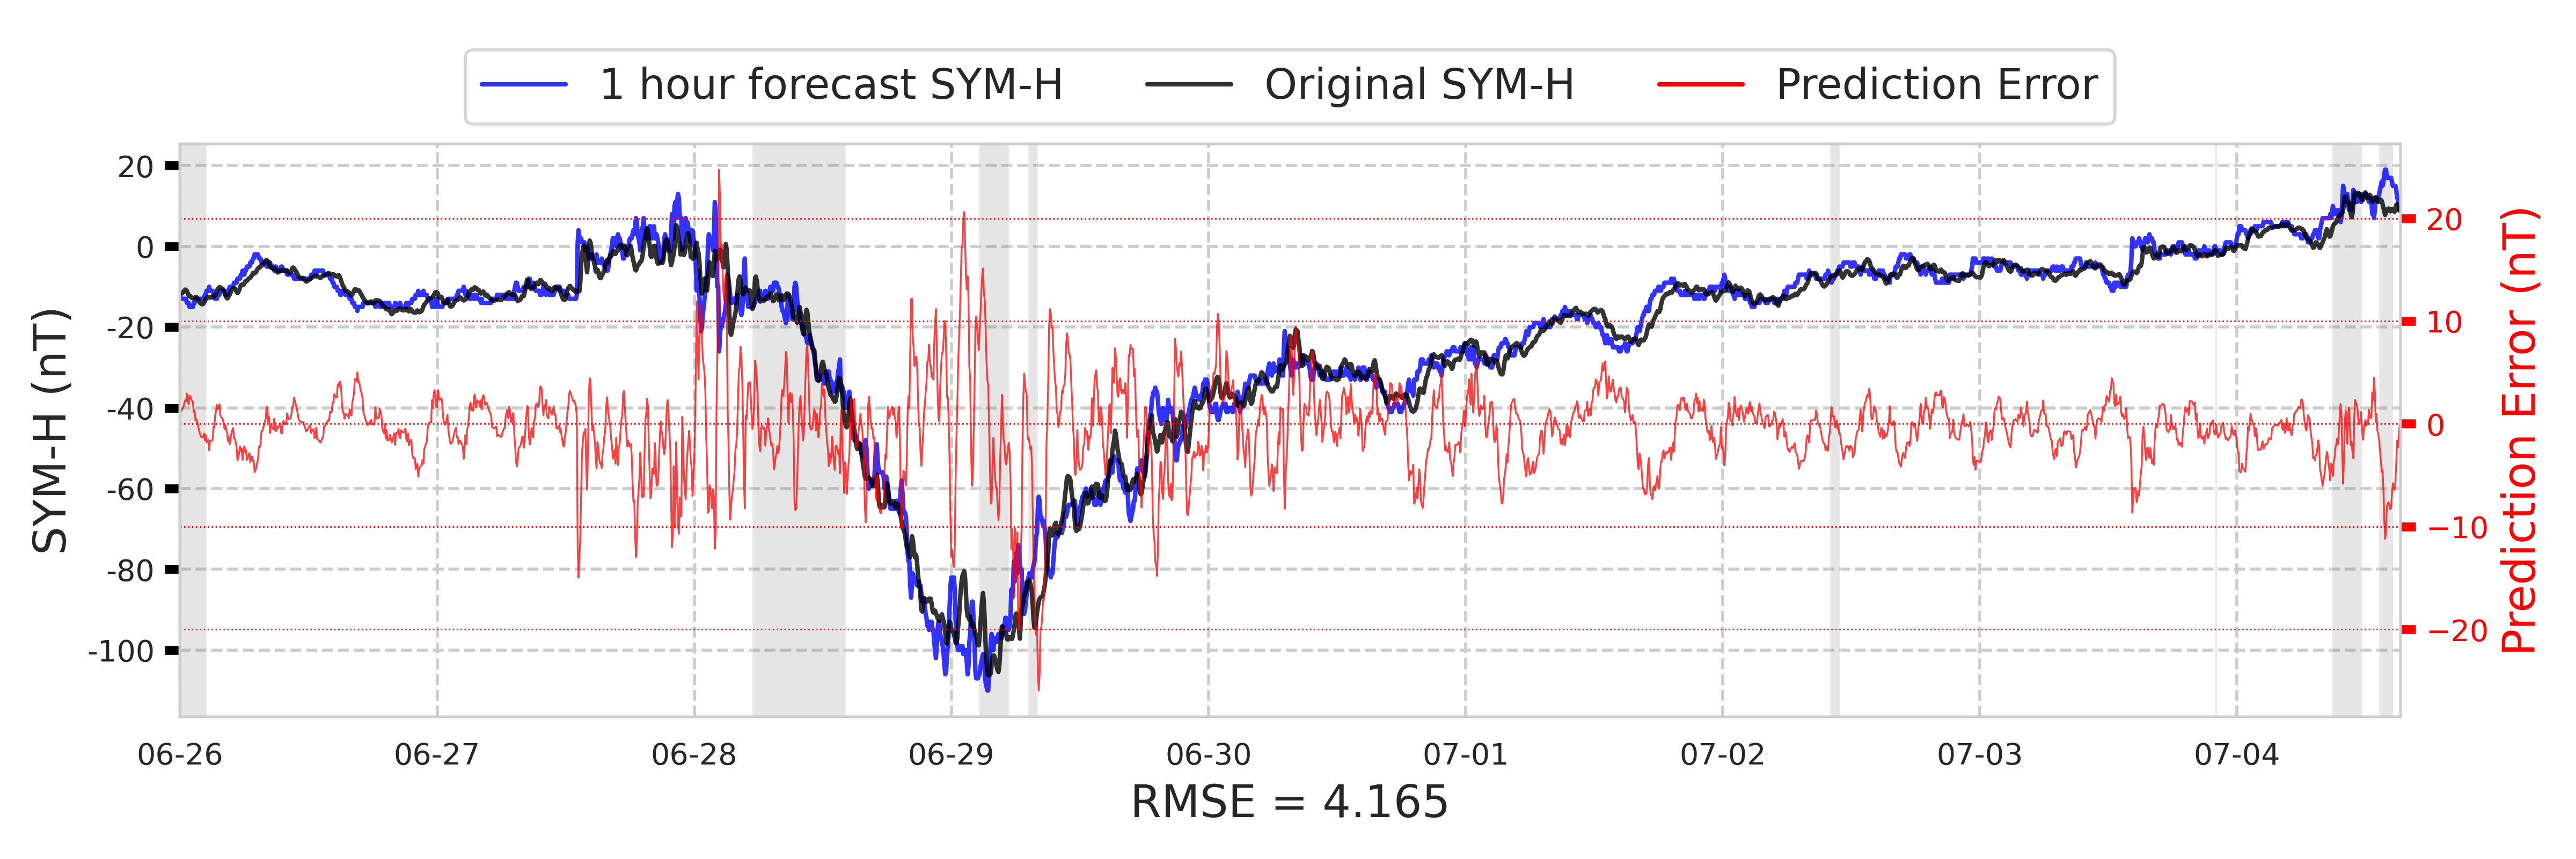 1 hour forecast SYM-H Original SYM-H Prediction Error
SYM-H (nT)
20
0
-20
-40
-60
-80
-100
20
10
0
−10
−20
Prediction Error (nT)
06-26 06-27 06-28 06-29 06-30 07-01 07-02 07-03 07-04
RMSE = 4.165